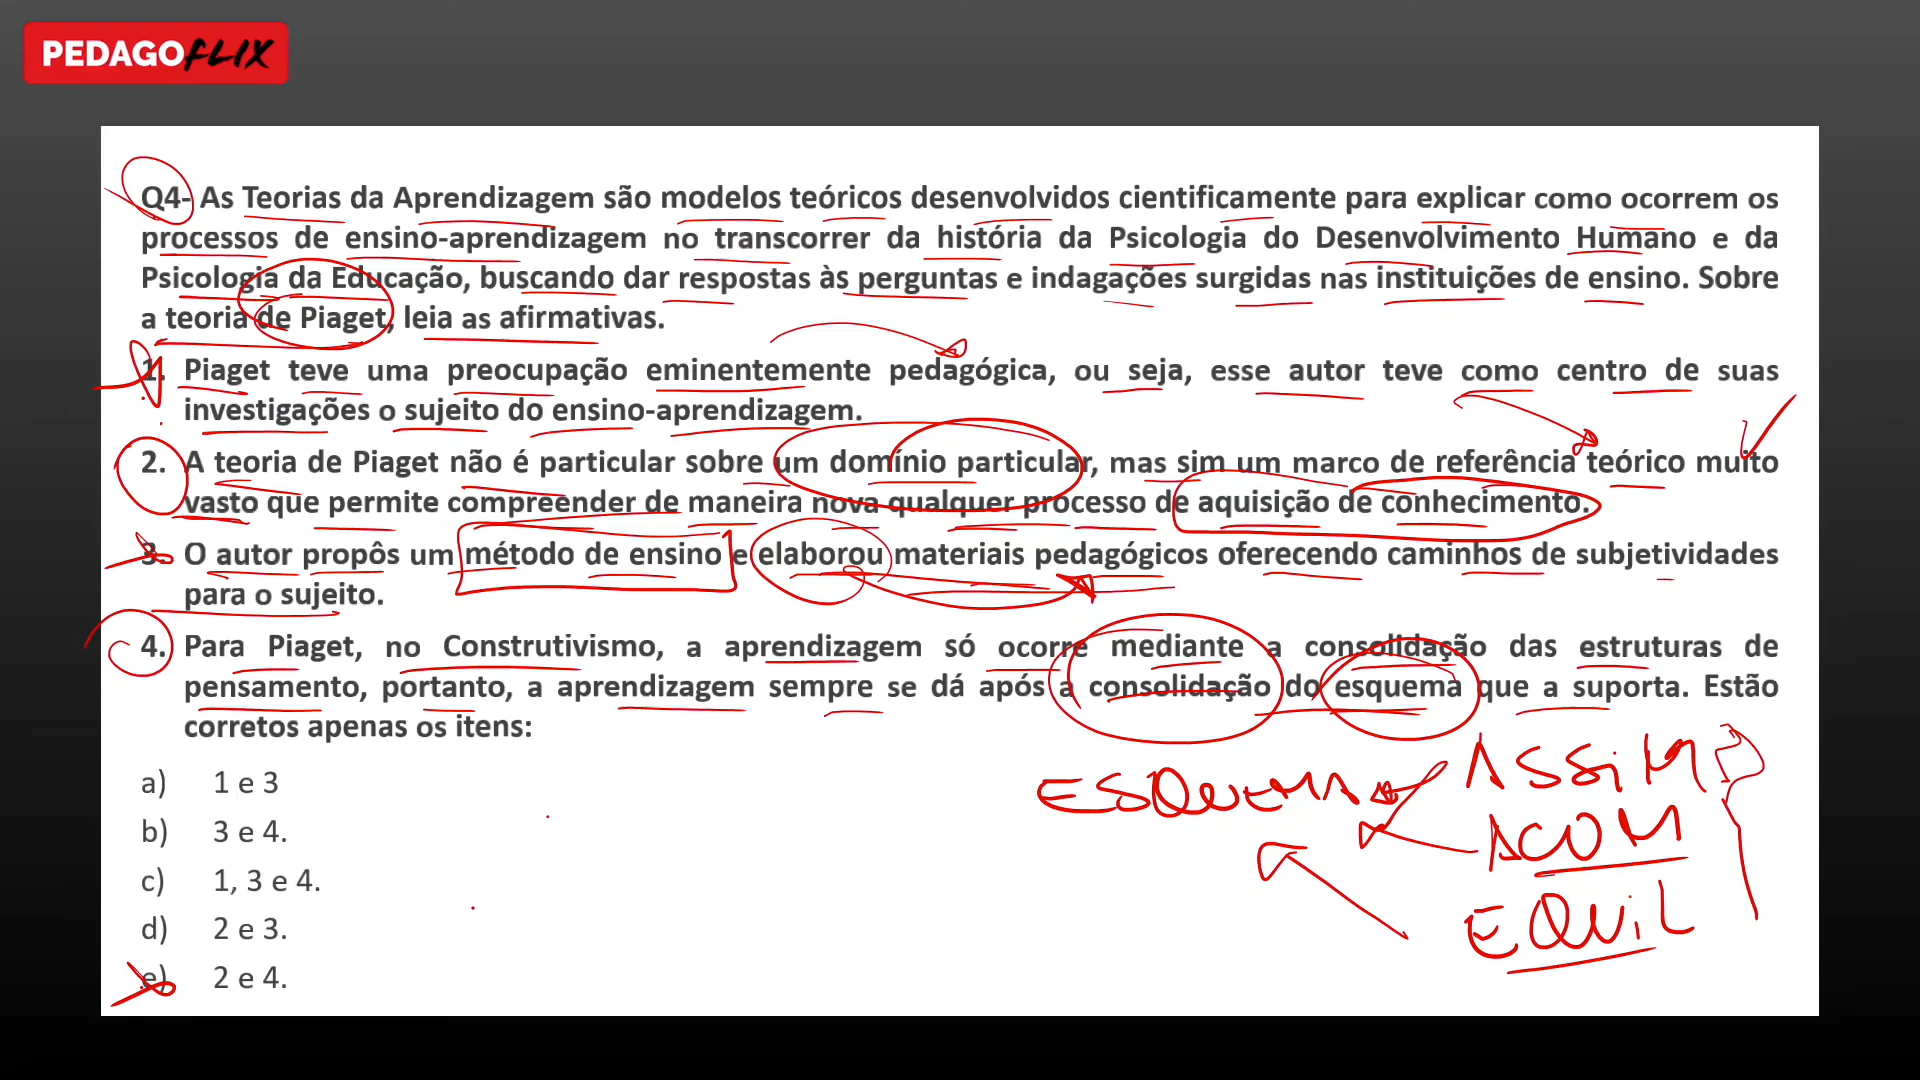 PEDAGOFLIX
Q4- As Teorias da Aprendizagem são modelos teóricos desenvolvidos cientificamente para explicar como ocorrem os
processos de ensino-aprendizagem no transcorrer da história da Psicologia do Desenvolvimento Humano e da
Psicologia da Educação, buscando dar respostas às perguntas e indagações surgidas nas instituições de ensino. Sobre
a teoria de Piaget, leia as afirmativas.
1. Piaget teve uma preocupação eminentemente pedagógica, ou seja, esse autor teve como centro de suas
investigações o sujeito do ensino-aprendizagem.
2. A teoria de Piaget não é particular sobre um domínio particular, mas sim um marco de referência teórico muito
vasto que permite compreender de maneira nova qualquer processo de aquisição de conhecimento.
3. O autor propôs um método de ensino e elaborou materiais pedagógicos oferecendo caminhos de subjetividades
para o sujeito.
4. Para Piaget, no Construtivismo, a aprendizagem só ocorre mediante a consolidação das estruturas de
pensamento, portanto, a aprendizagem sempre se dá após a consolidação do esquema que a suporta. Estão
corretos apenas os itens:
a) 1 e 3
b) 3 e 4.
c) 1, 3 e 4.
d) 2 e 3.
e) 2 e 4.
ESQUEMA
ASSIM
ACOM
EQUIL